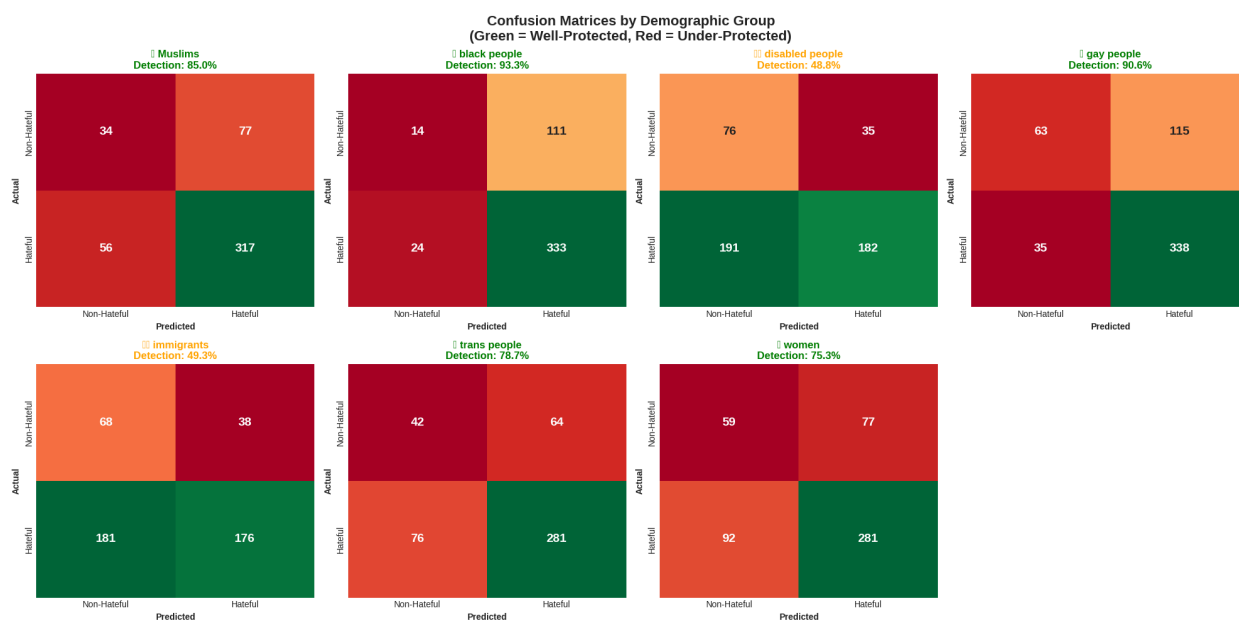 Confusion Matrices by Demographic Group
(Green = Well-Protected, Red = Under-Protected)
Muslims
Detection: 85.0%
Actual
Non-Hateful
34
77
Hateful
56
317
Non-Hateful
Hateful
Predicted
black people
Detection: 93.3%
Actual
Non-Hateful
14
111
Hateful
24
333
Non-Hateful
Hateful
Predicted
disabled people
Detection: 48.8%
Actual
Non-Hateful
76
35
Hateful
191
182
Non-Hateful
Hateful
Predicted
gay people
Detection: 90.6%
Actual
Non-Hateful
63
115
Hateful
35
338
Non-Hateful
Hateful
Predicted
immigrants
Detection: 49.3%
Actual
Non-Hateful
68
38
Hateful
181
176
Non-Hateful
Hateful
Predicted
trans people
Detection: 78.7%
Actual
Non-Hateful
42
64
Hateful
76
281
Non-Hateful
Hateful
Predicted
women
Detection: 75.3%
Actual
Non-Hateful
59
77
Hateful
92
281
Non-Hateful
Hateful
Predicted